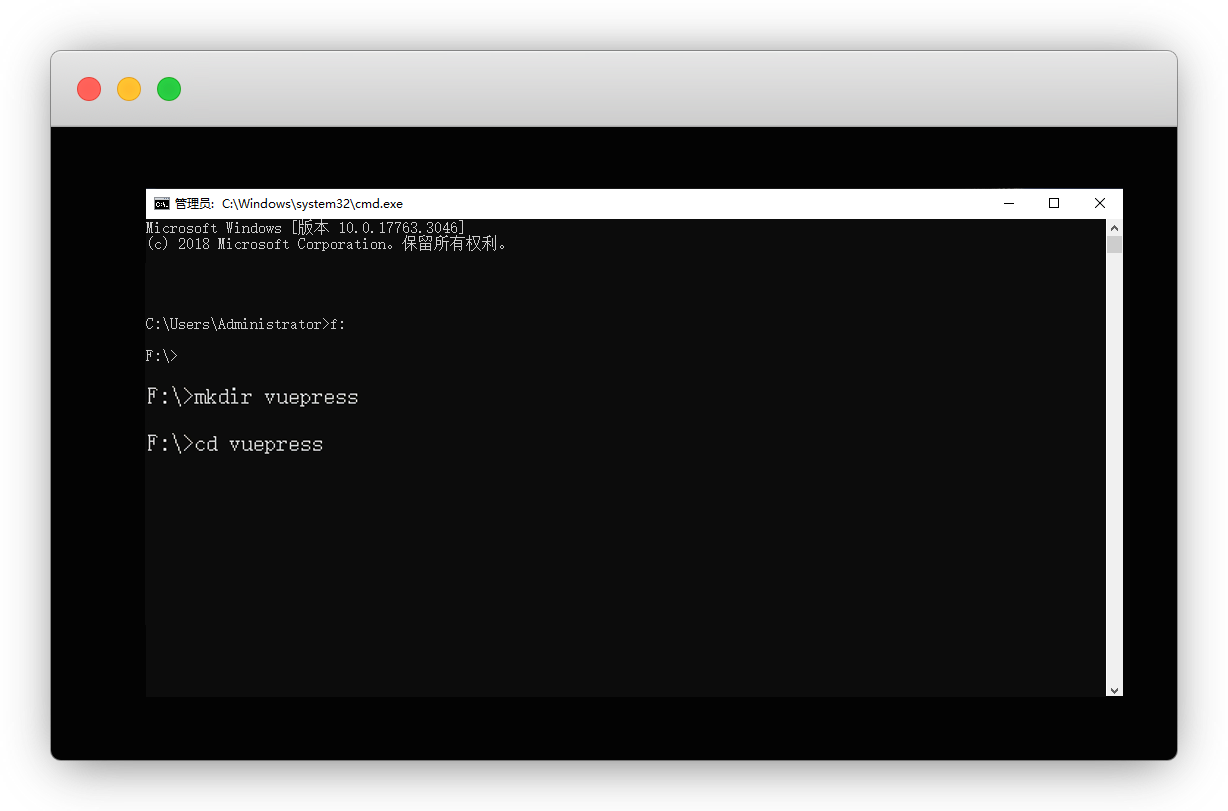 管理员: C:\Windows\system32\cmd.exe
Microsoft Windows [版本 10.0.17763.3046]
(c) 2018 Microsoft Corporation。保留所有权利。
C:\Users\Administrator>f:
F:\>
F:\>mkdir vuepress
F:\>cd vuepress